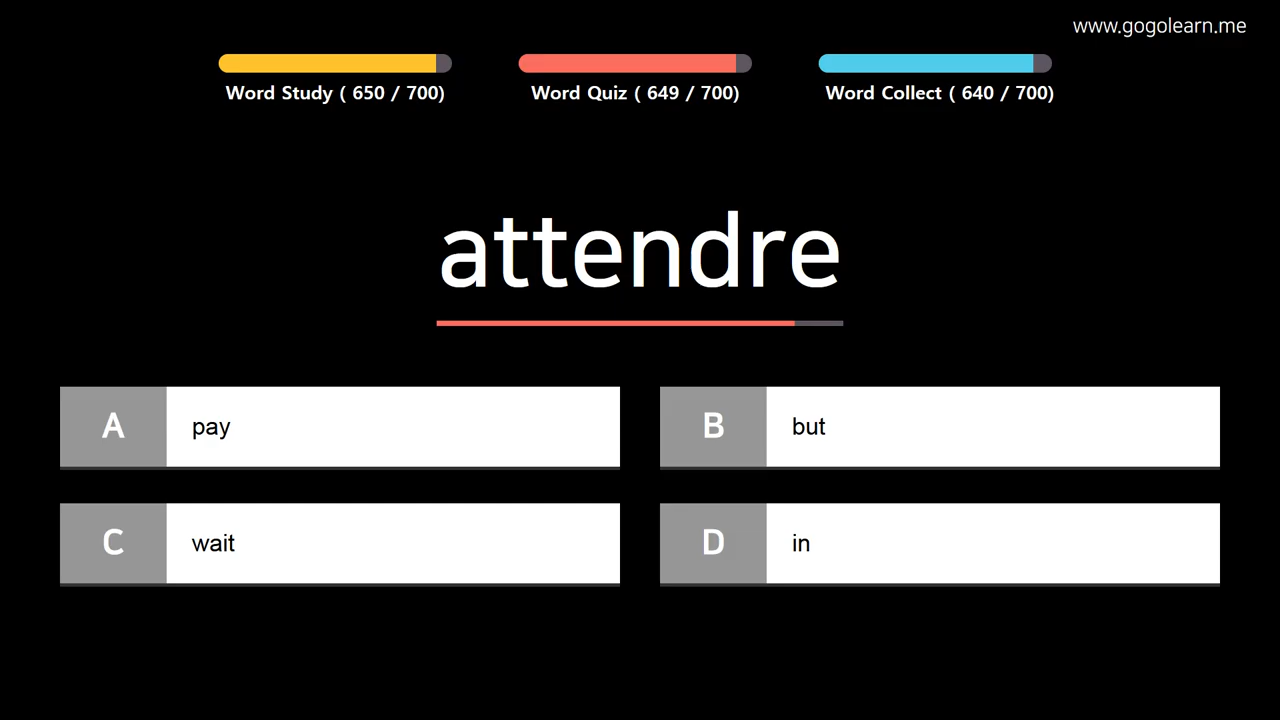 www.gogolearn.me
Word Study ( 650 / 700)
Word Quiz ( 649 / 700)
Word Collect ( 640 / 700)
attendre
A pay
B but
C wait
D in